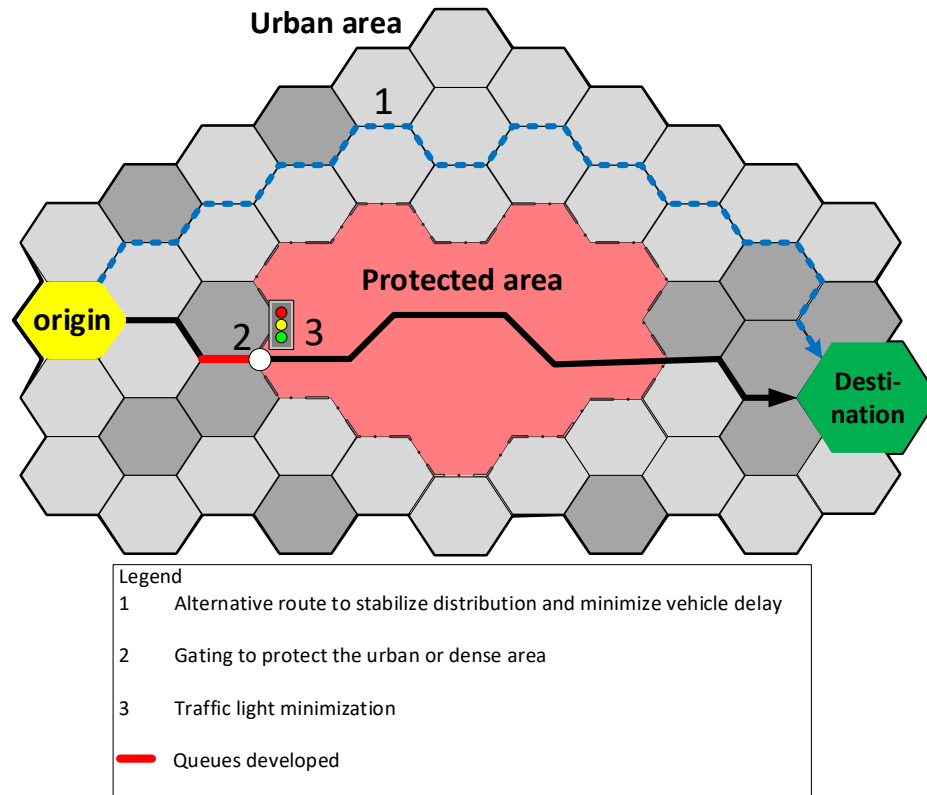 Urban area
1
Protected area
origin
2
3
Desti-
nation
Legend
1 Alternative route to stabilize distribution and minimize vehicle delay
2 Gating to protect the urban or dense area
3 Traffic light minimization
Queues developed